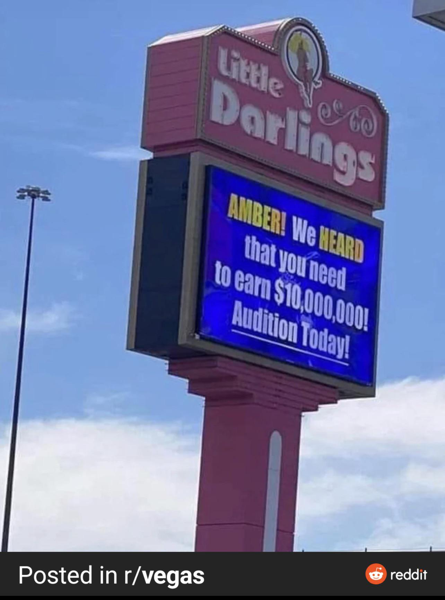 Little
Darlings
AMBER! We HEARD
that you need
to earn $10,000,000!
Audition Today!
Posted in r/vegas
reddit